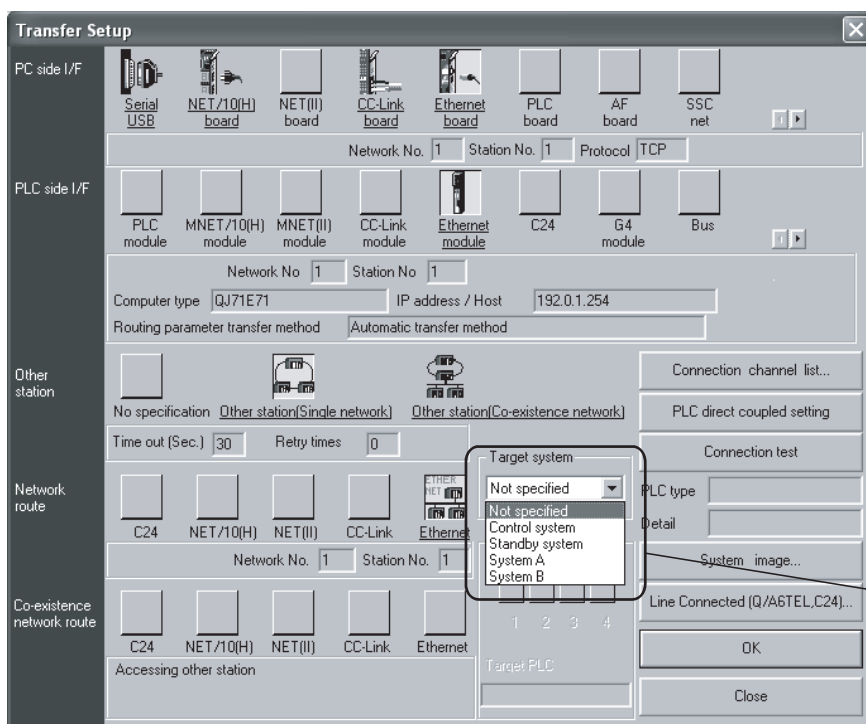 Transfer Setup
PC side I/F
Serial USB
NET/10(H) board
NET(II) board
CC-Link board
Ethernet board
PLC board
AF board
SSC net
Network No. 1 Station No. 1 Protocol TCP
PLC side I/F
PLC module
MNET/10(H) module
MNET(II) module
CC-Link module
Ethernet module
C24
G4 module
Bus
Network No 1 Station No 1
Computer type QJ71E71 IP address / Host 192.0.1.254
Routing parameter transfer method Automatic transfer method
Other station
No specification
Other station(Single network)
Other station(Co-existence network)
Time out (Sec.) 30 Retry times 0
Connection channel list...
PLC direct coupled setting
Connection test
PLC type
Detail
System image...
Line Connected (Q/A6TEL,C24)...
OK
Close
Target system
Not specified
Not specified
Control system
Standby system
System A
System B
1 2 3 4
Target PLC
Network route
C24
NET/10(H)
NET(II)
CC-Link
ETHER NET
Ethernet
Network No. 1 Station No. 1
Co-existence network route
C24
NET/10(H)
NET(II)
CC-Link
Ethernet
Accessing other station